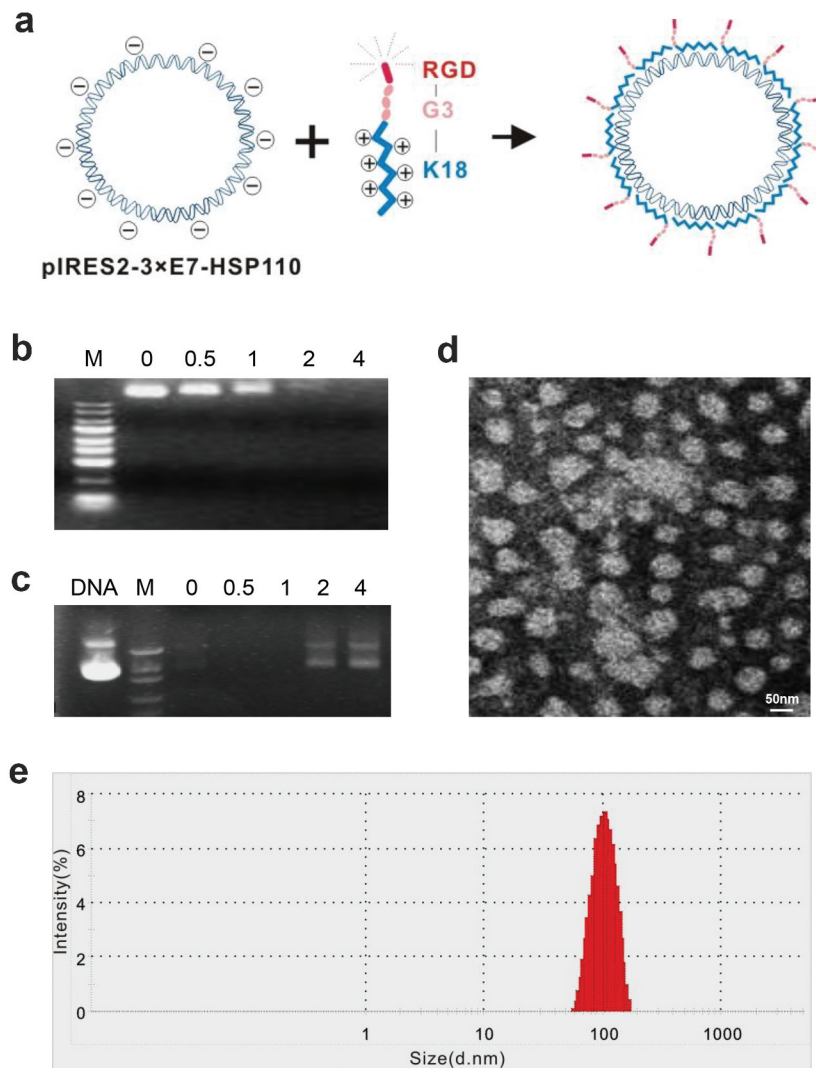 a
RGD
G3
K18
pIRES2-3×E7-HSP110
b
M 0 0.5 1 2 4
c
DNA M 0 0.5 1 2 4
d
50nm
e
8
6
4
2
0
Intensity(%)
1 10 100 1000
Size(d.nm)